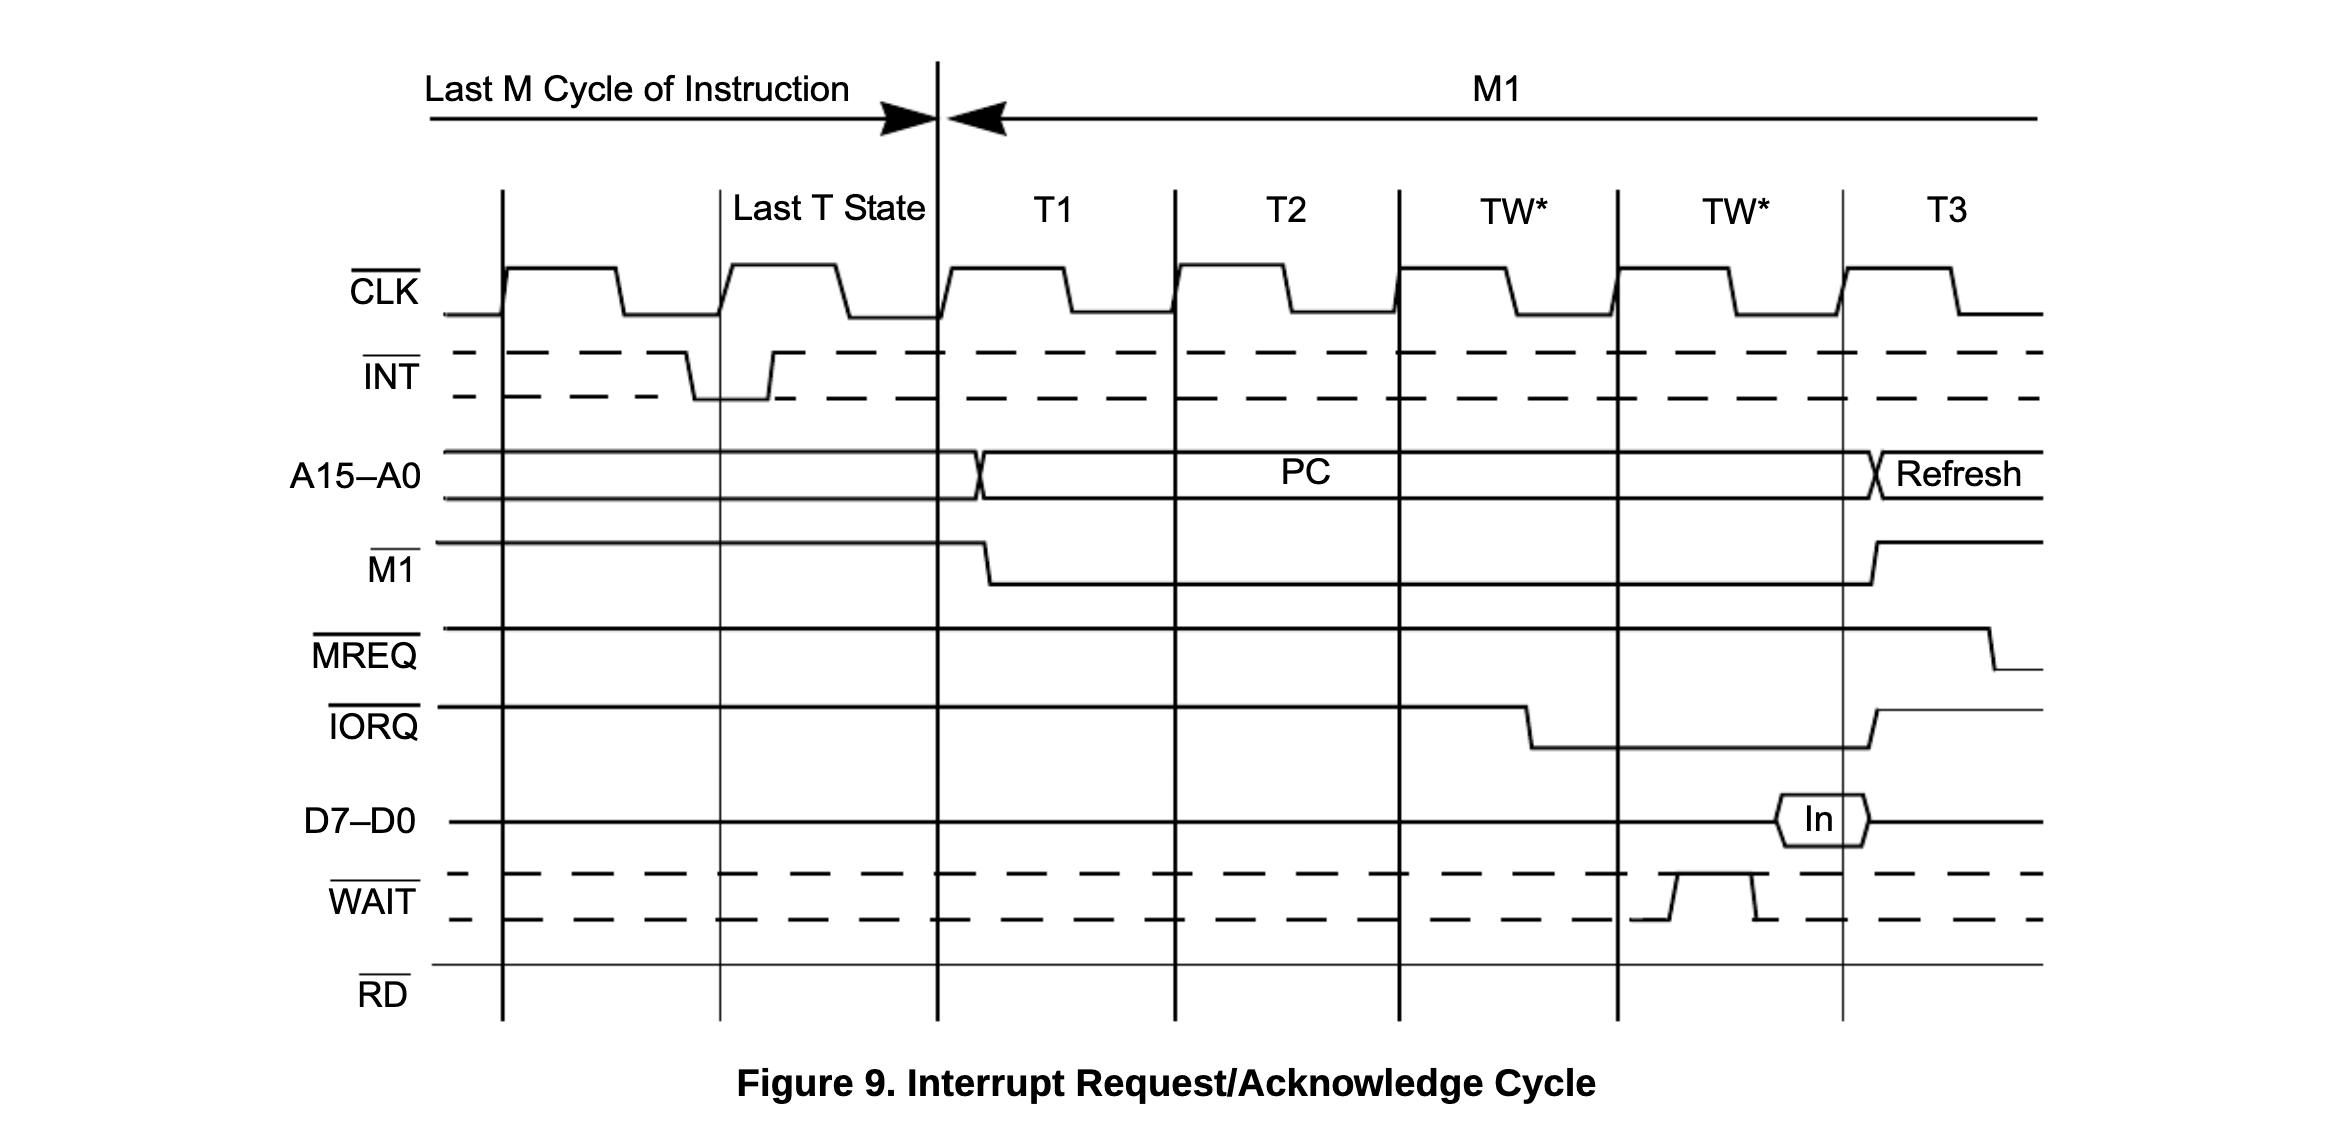 Last M Cycle of Instruction M1
Last T State T1 T2 TW* TW* T3
CLK
INT
A15–A0 PC Refresh
M1
MREQ
IORQ
D7–D0 In
WAIT
RD
Figure 9. Interrupt Request/Acknowledge Cycle